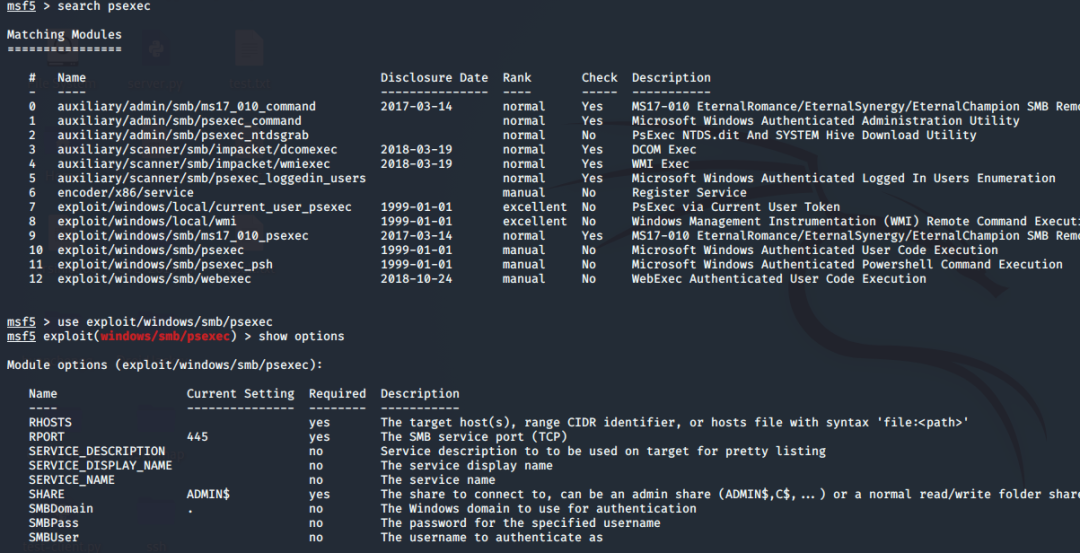 msf5 > search psexec
Matching Modules
================
#  Name  Disclosure Date  Rank  Check  Description
-  ----  ---------------  ----  -----  -----------
0  auxiliary/admin/smb/ms17_010_command  2017-03-14  normal  Yes  MS17-010 EternalRomance/EternalSynergy/EternalChampion SMB Remo
1  auxiliary/admin/smb/psexec_command  normal  Yes  Microsoft Windows Authenticated Administration Utility
2  auxiliary/admin/smb/psexec_ntdsgrab  normal  No  PsExec NTDS.dit And SYSTEM Hive Download Utility
3  auxiliary/scanner/smb/impacket/dcomexec  2018-03-19  normal  Yes  DCOM Exec
4  auxiliary/scanner/smb/impacket/wmiexec  2018-03-19  normal  Yes  WMI Exec
5  auxiliary/scanner/smb/psexec_loggedin_users  normal  Yes  Microsoft Windows Authenticated Logged In Users Enumeration
6  encoder/x86/service  manual  No  Register Service
7  exploit/windows/local/current_user_psexec  1999-01-01  excellent  No  PsExec via Current User Token
8  exploit/windows/local/wmi  1999-01-01  excellent  No  Windows Management Instrumentation (WMI) Remote Command Executi
9  exploit/windows/smb/ms17_010_psexec  2017-03-14  normal  Yes  MS17-010 EternalRomance/EternalSynergy/EternalChampion SMB Remo
10  exploit/windows/smb/psexec  1999-01-01  manual  No  Microsoft Windows Authenticated User Code Execution
11  exploit/windows/smb/psexec_psh  1999-01-01  manual  No  Microsoft Windows Authenticated Powershell Command Execution
12  exploit/windows/smb/webexec  2018-10-24  manual  No  WebExec Authenticated User Code Execution
msf5 > use exploit/windows/smb/psexec
msf5 exploit(windows/smb/psexec) > show options
Module options (exploit/windows/smb/psexec):
Name  Current Setting  Required  Description
----  ---------------  --------  -----------
RHOSTS  yes  The target host(s), range CIDR identifier, or hosts file with syntax 'file:<path>'
RPORT  445  yes  The SMB service port (TCP)
SERVICE_DESCRIPTION  no  Service description to to be used on target for pretty listing
SERVICE_DISPLAY_NAME  no  The service display name
SERVICE_NAME  no  The service name
SHARE  ADMIN$  yes  The share to connect to, can be an admin share (ADMIN$,C$,...) or a normal read/write folder share
SMBDomain  .  no  The Windows domain to use for authentication
SMBPass  no  The password for the specified username
SMBUser  no  The username to authenticate as